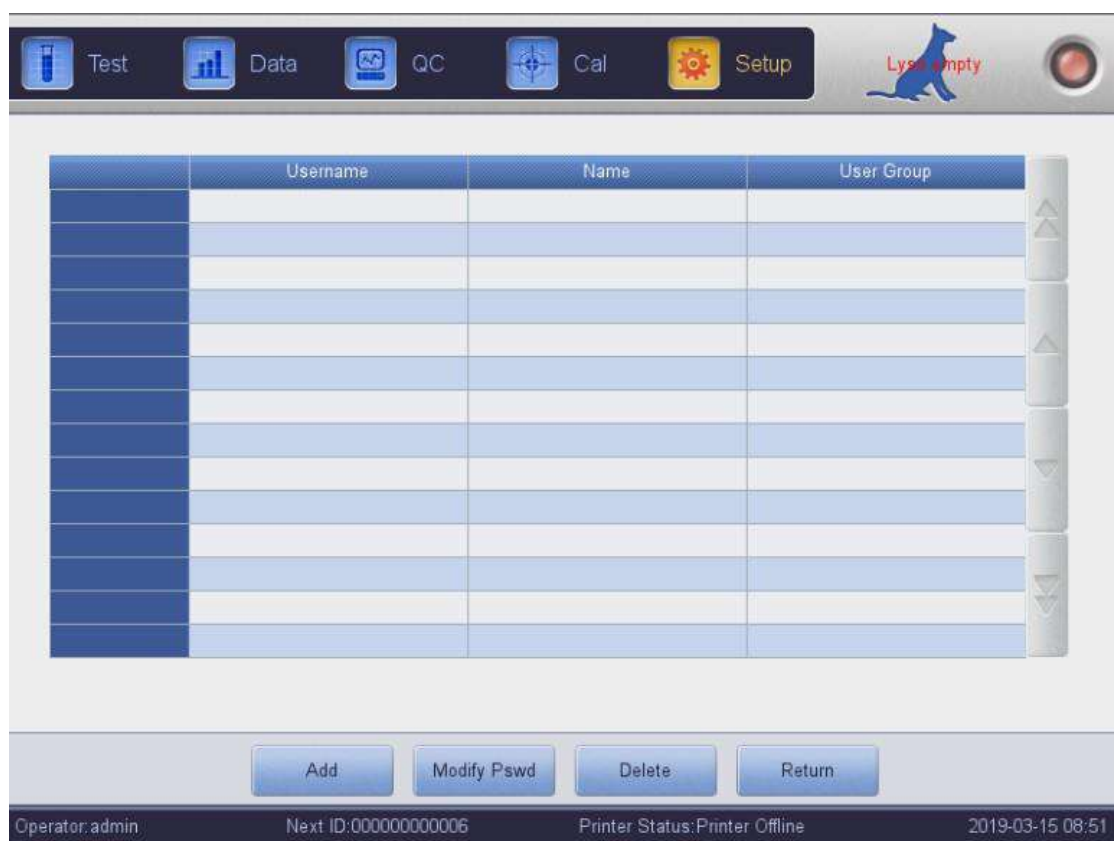 Test Data QC Cal Setup Lyse empty
Username Name User Group
Add Modify Pswd Delete Return
Operator:admin Next ID:000000000006 Printer Status:Printer Offline 2019-03-15 08:51